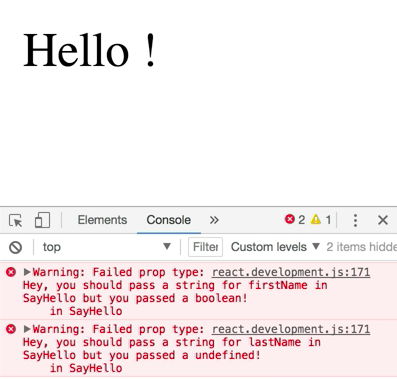 Hello !
Elements Console » 2 1
top Filter Custom levels 2 items hidde
Warning: Failed prop type: react.development.js:171
Hey, you should pass a string for firstName in
SayHello but you passed a boolean!
in SayHello
Warning: Failed prop type: react.development.js:171
Hey, you should pass a string for lastName in
SayHello but you passed a undefined!
in SayHello